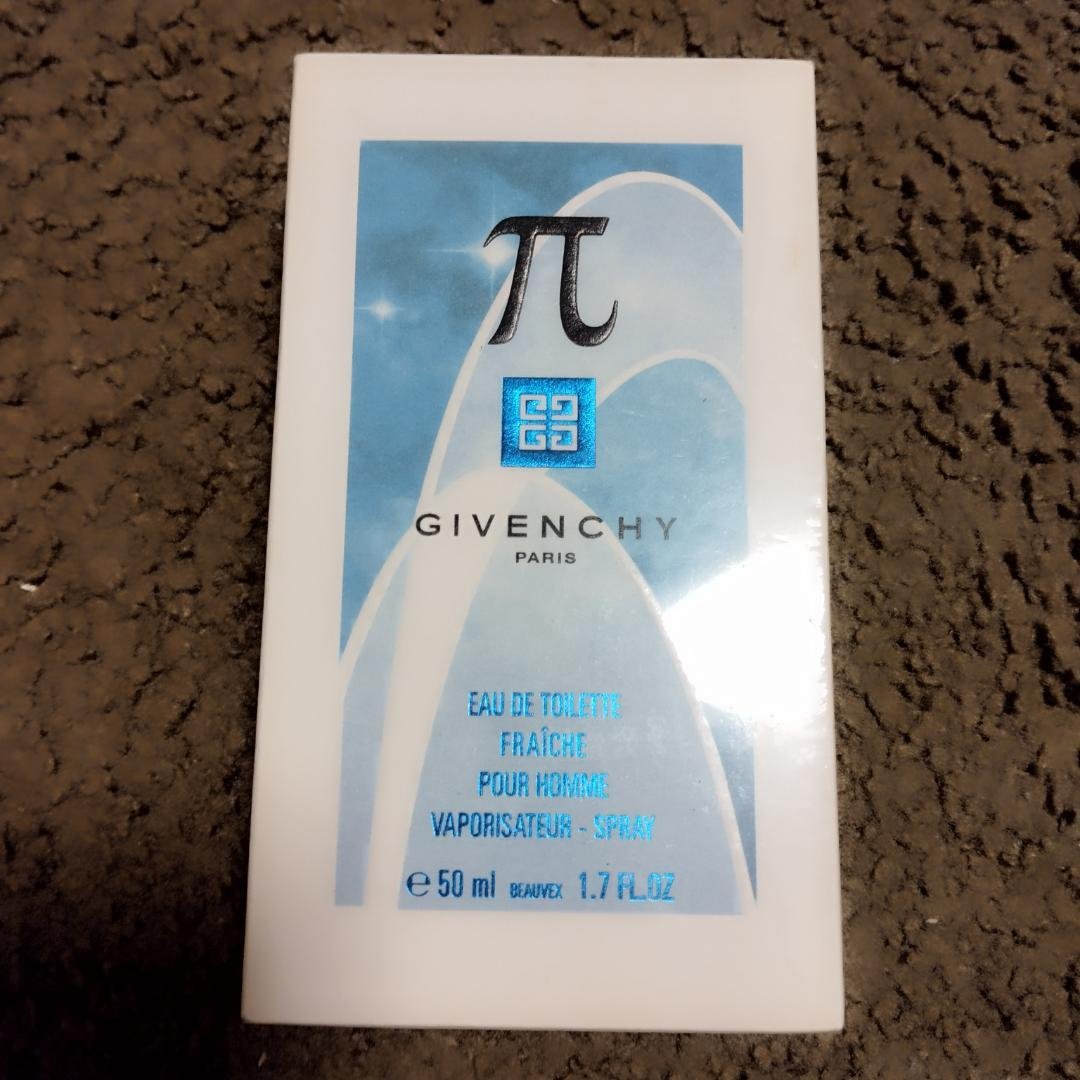 π
GIVENCHY
PARIS
EAU DE TOILETTE
FRAÎCHE
POUR HOMME
VAPORISATEUR - SPRAY
℮ 50 ml BEAUVEX 1.7 FL.OZ